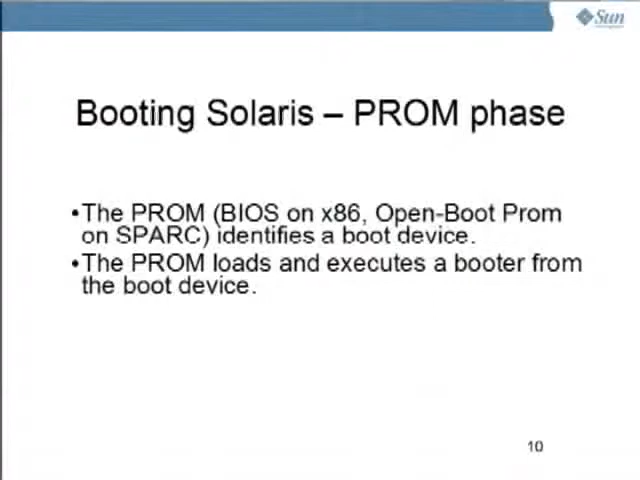 Sun
Booting Solaris – PROM phase
•The PROM (BIOS on x86, Open-Boot Prom
on SPARC) identifies a boot device.
•The PROM loads and executes a booter from
the boot device.
10